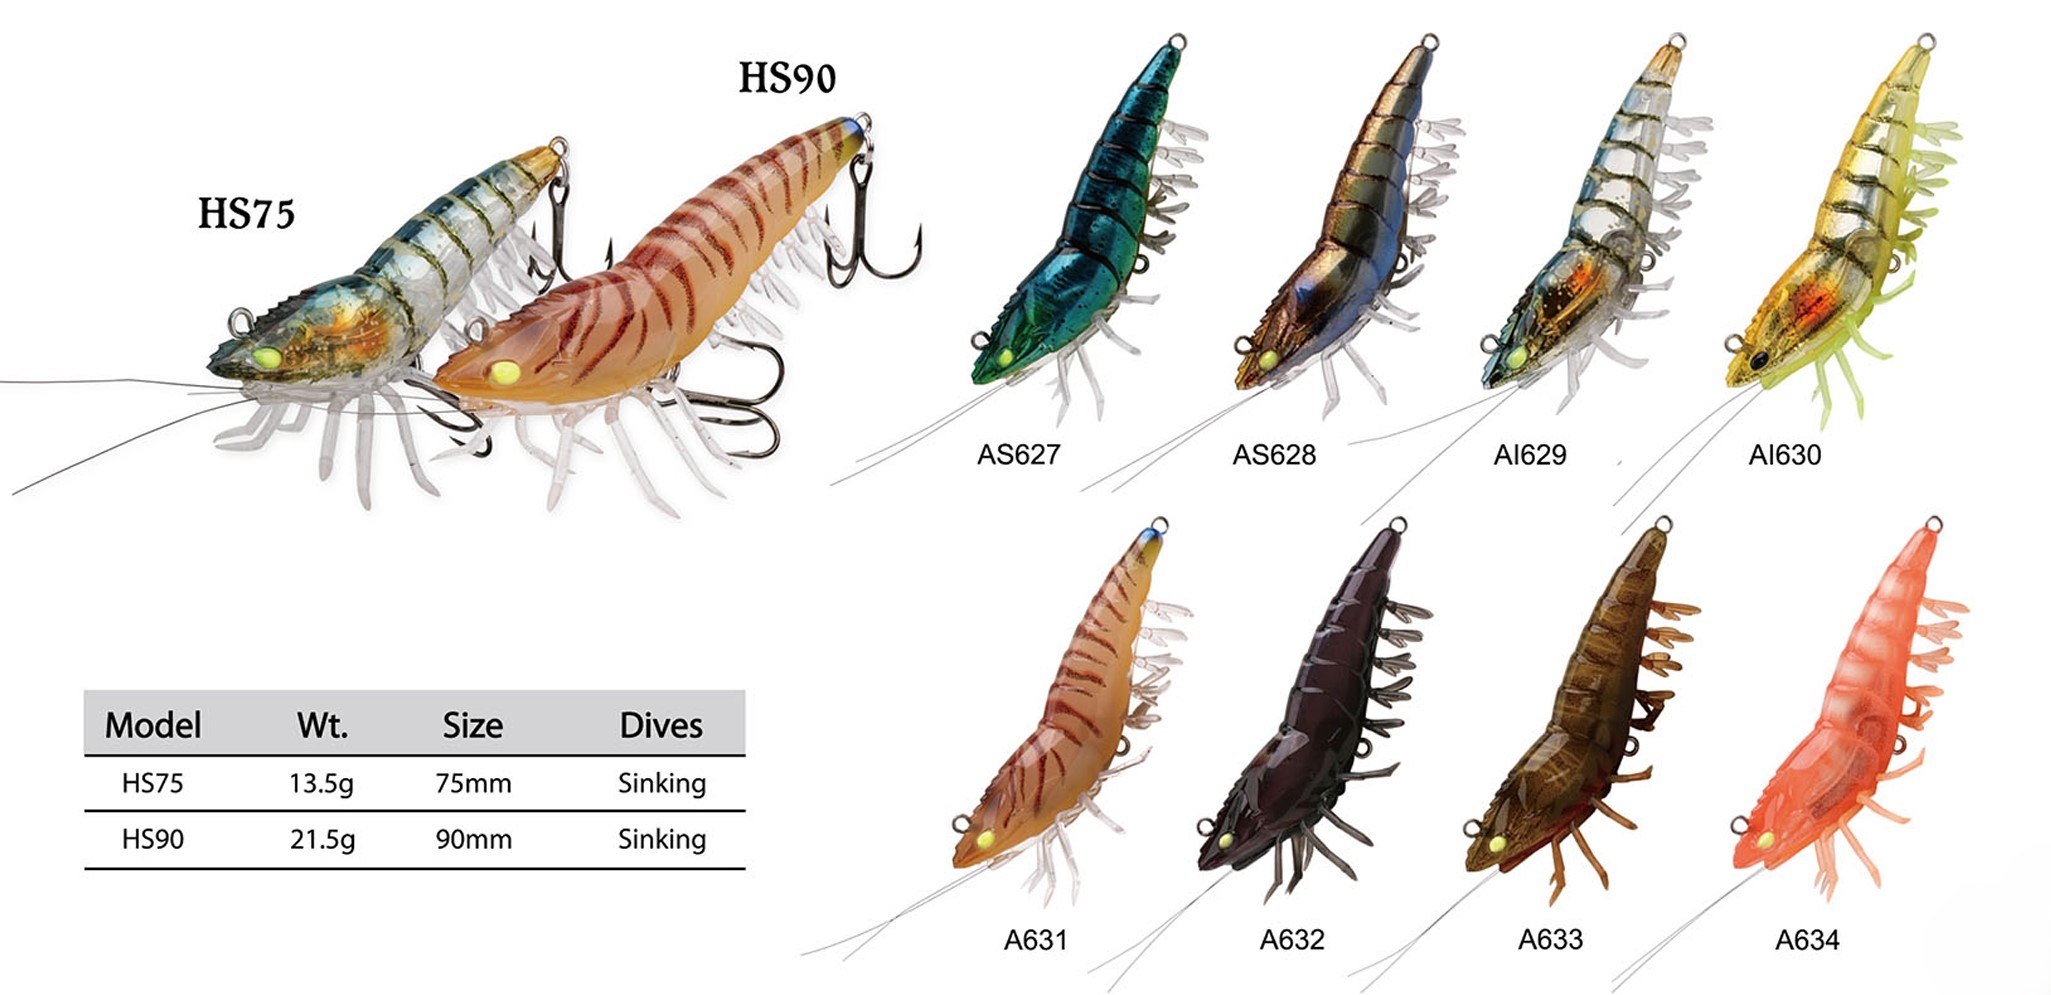 HS90
HS75
AS627
AS628
AI629
AI630
Model Wt. Size Dives
HS75 13.5g 75mm Sinking
HS90 21.5g 90mm Sinking
A631
A632
A633
A634